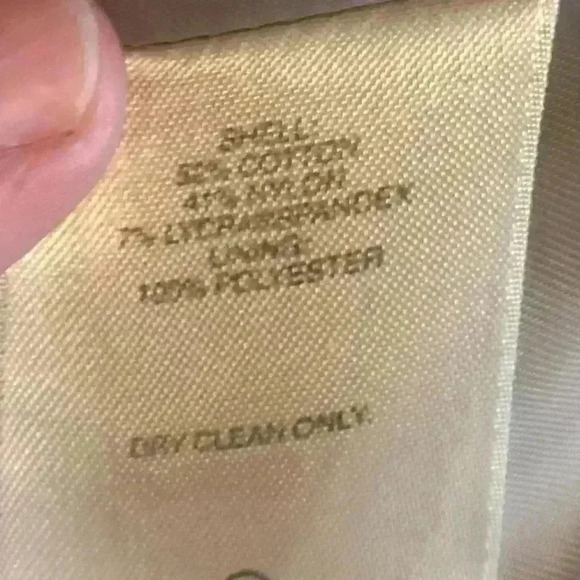 SHELL:
52% COTTON
41% NYLON
7% LYCRA®SPANDEX
LINING:
100% POLYESTER
DRY CLEAN ONLY.